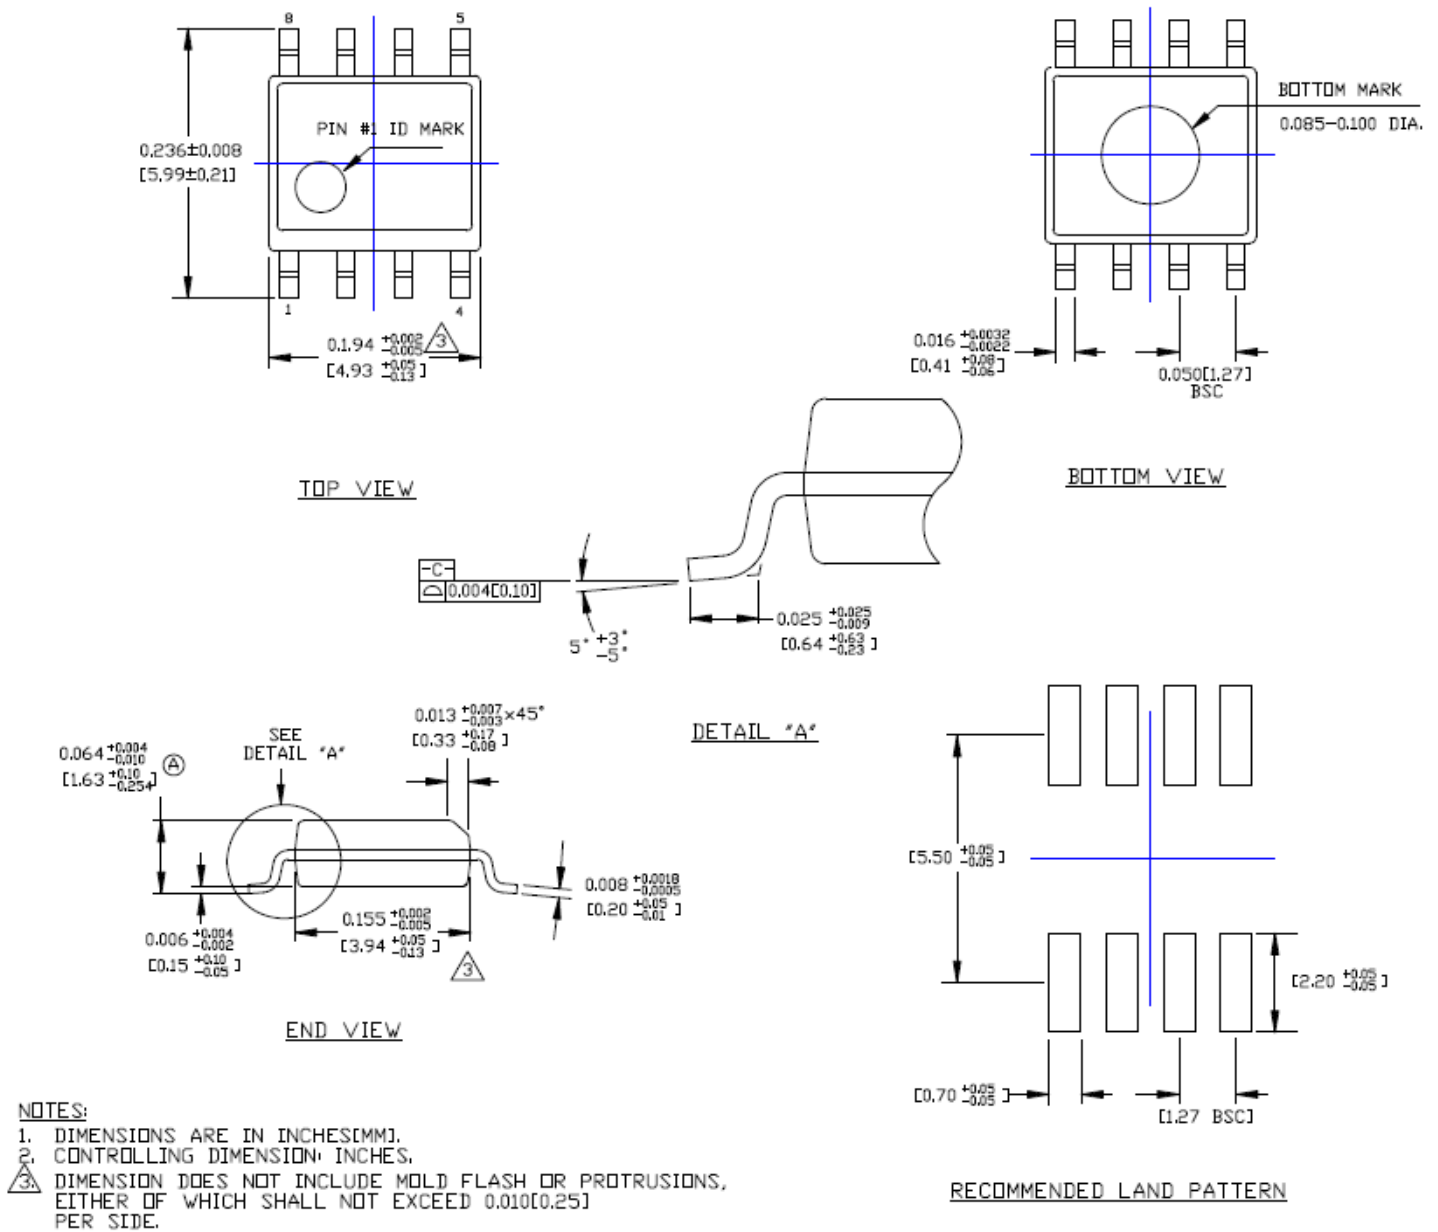 8
5
PIN #1 ID MARK
0.236±0.008
[5.99±0.21]
1
4
0.1.94 +0.002 -0.005
[4.93 +0.05 -0.13 ]
3
TOP VIEW
BOTTOM MARK
0.085-0.100 DIA.
0.016 +0.0032 -0.0022
[0.41 +0.08 -0.06 ]
0.050[1.27]
BSC
BOTTOM VIEW
-C-
⌓ 0.004[0.10]
5° +3° -5°
0.025 +0.025 -0.009
[0.64 +0.63 -0.23 ]
DETAIL "A"
SEE
DETAIL "A"
0.013 +0.007 -0.003 ×45°
[0.33 +0.17 -0.08 ]
0.064 +0.004 -0.010
[1.63 +0.10 -0.254 ]
A
0.006 +0.004 -0.002
[0.15 +0.10 -0.05 ]
0.155 +0.002 -0.005
[3.94 +0.05 -0.13 ]
3
0.008 +0.0018 -0.0005
[0.20 +0.05 -0.01 ]
END VIEW
[5.50 +0.05 -0.05 ]
[2.20 +0.05 -0.05 ]
[0.70 +0.05 -0.05 ]
[1.27 BSC]
RECOMMENDED LAND PATTERN
NOTES:
1. DIMENSIONS ARE IN INCHES[MM].
2. CONTROLLING DIMENSION: INCHES.
3. DIMENSION DOES NOT INCLUDE MOLD FLASH OR PROTRUSIONS,
EITHER OF WHICH SHALL NOT EXCEED 0.010[0.25]
PER SIDE.